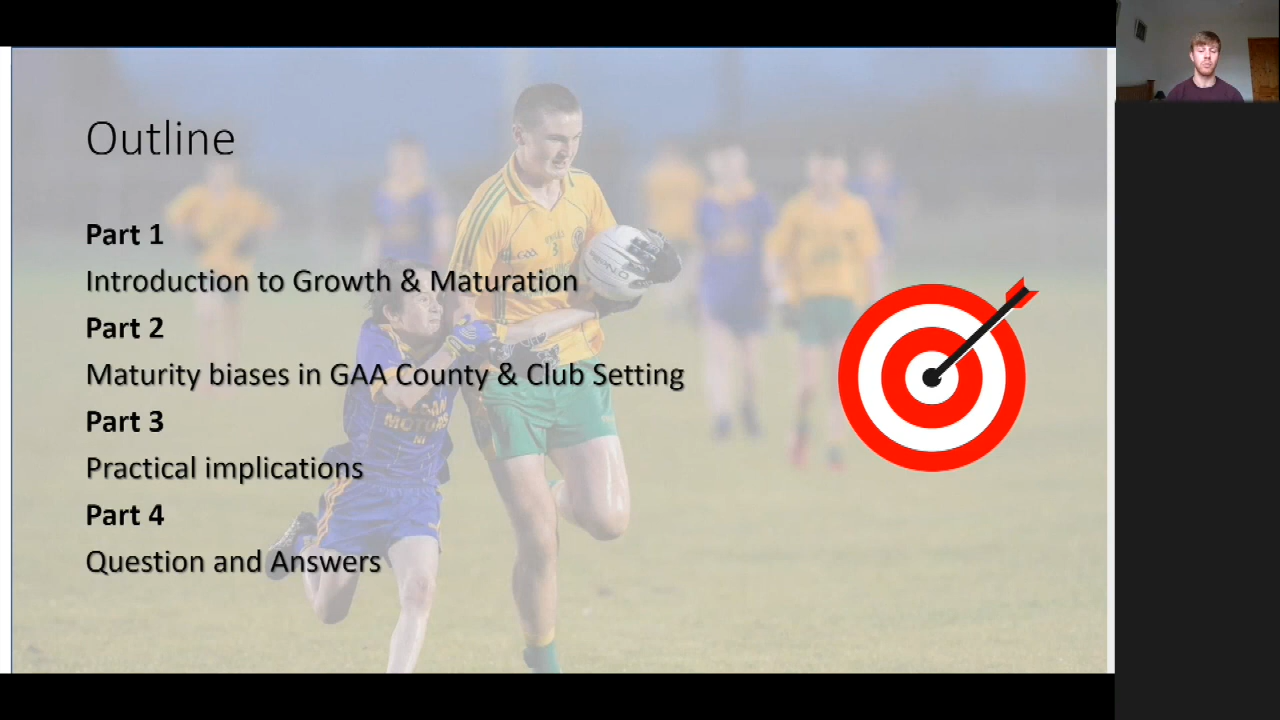 Outline
Part 1
Introduction to Growth & Maturation
Part 2
Maturity biases in GAA County & Club Setting
Part 3
Practical implications
Part 4
Question and Answers
MOTORS